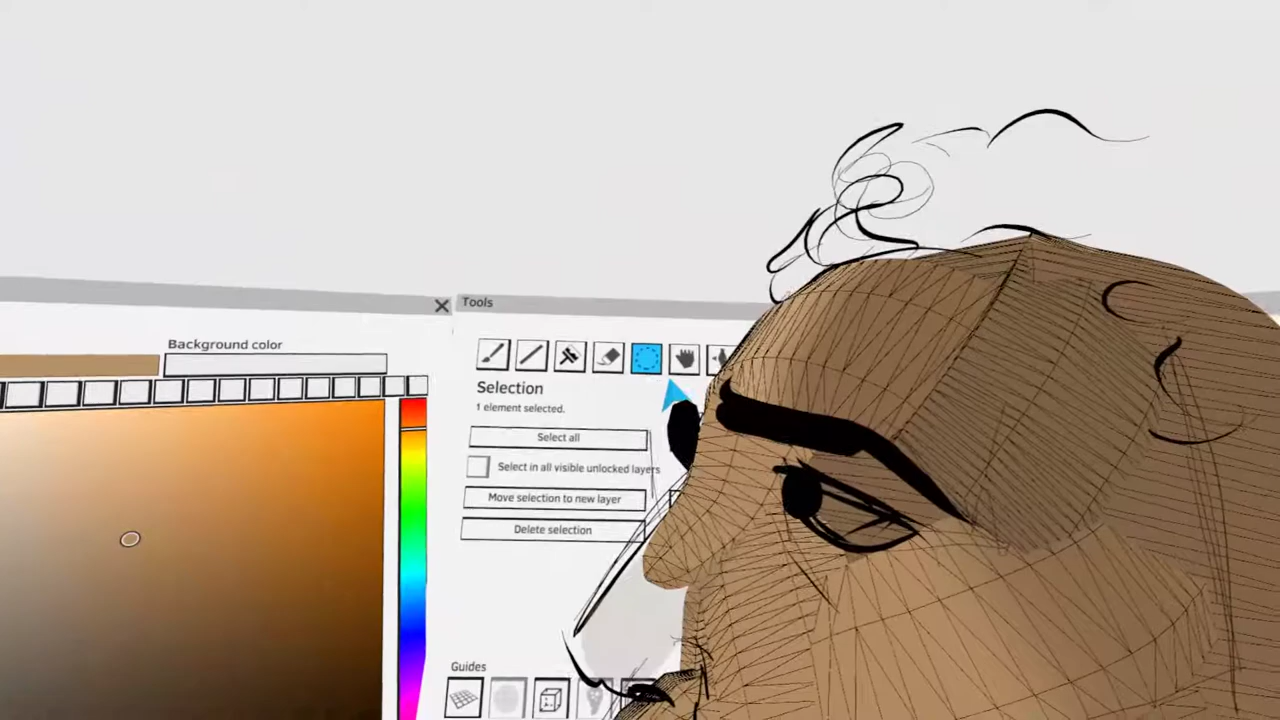 Tools
Background color
Selection
1 element selected.
Select all
Select in all visible unlocked layers
Move selection to new layer
Delete selection
Guides